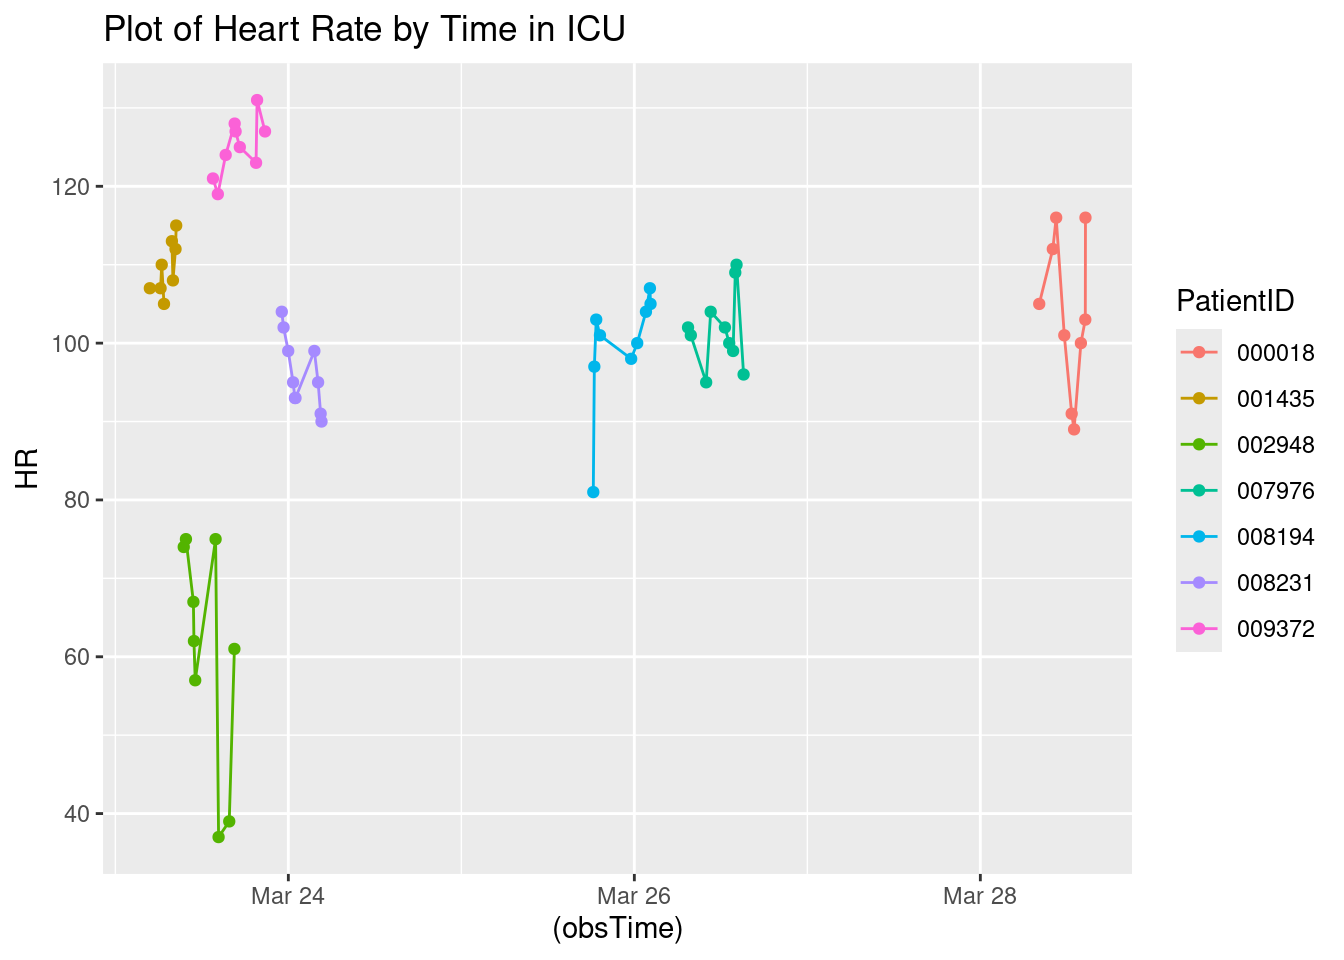 Plot of Heart Rate by Time in ICU
HR
120
100
80
60
40
Mar 24
Mar 26
Mar 28
(obsTime)
PatientID
000018
001435
002948
007976
008194
008231
009372